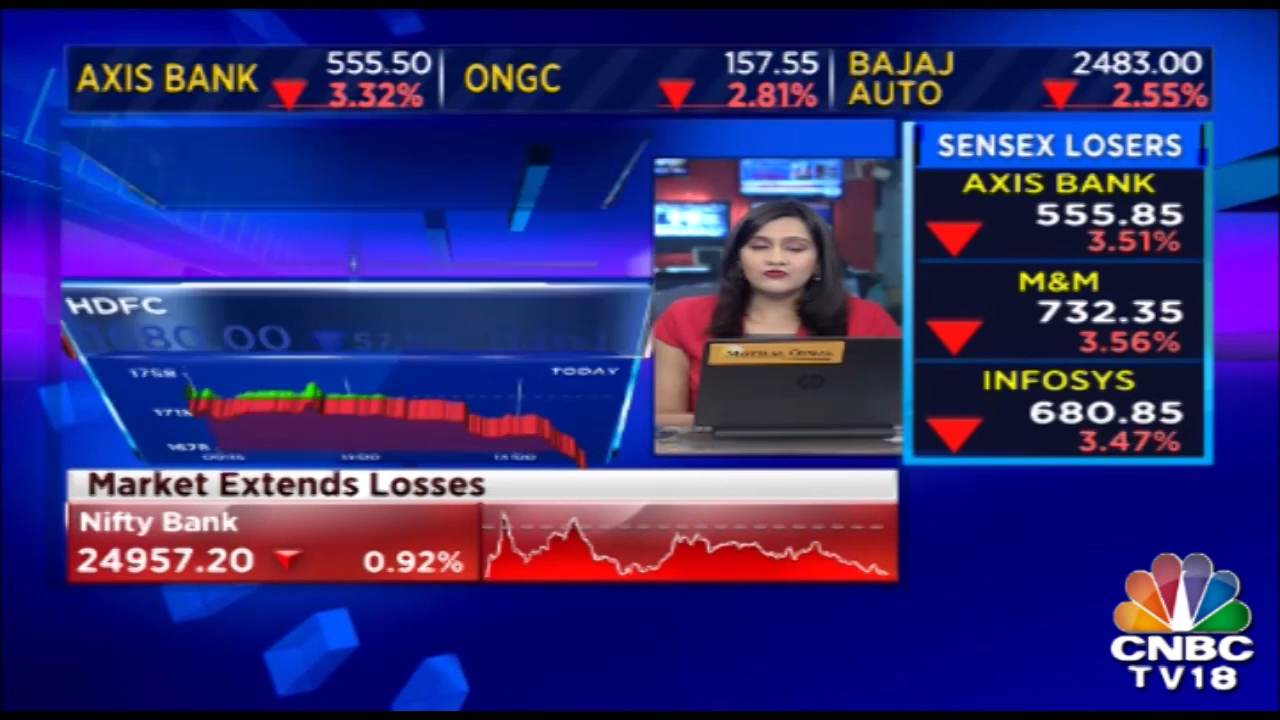 AXIS BANK 555.50 3.32%
ONGC 157.55 2.81%
BAJAJ AUTO 2483.00 2.55%
SENSEX LOSERS
AXIS BANK
555.85
3.51%
M&M
732.35
3.56%
INFOSYS
680.85
3.47%
HDFC
TODAY
1758
Market Extends Losses
Nifty Bank
24957.20 0.92%
CNBC
TV18